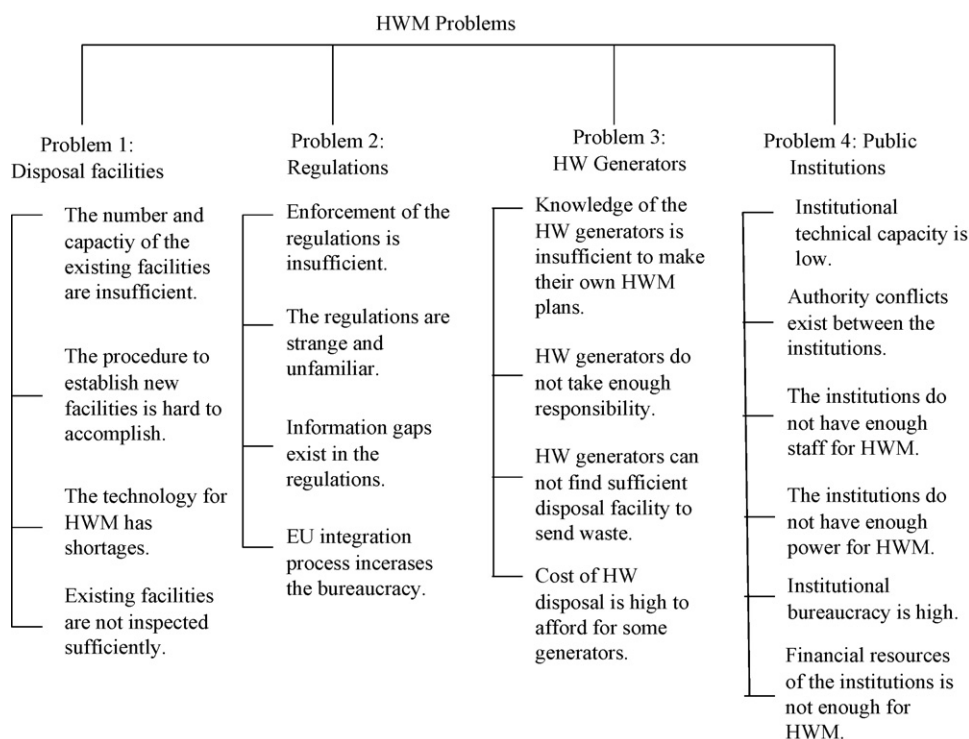 HWM Problems
Problem 1:
Disposal facilities
The number and
capactiy of the
existing facilities
are insufficient.
The procedure to
establish new
facilities is hard to
accomplish.
The technology for
HWM has
shortages.
Existing facilities
are not inspected
sufficiently.
Problem 2:
Regulations
Enforcement of the
regulations is
insufficient.
The regulations are
strange and
unfamiliar.
Information gaps
exist in the
regulations.
EU integration
process incerases
the bureaucracy.
Problem 3:
HW Generators
Knowledge of the
HW generators is
insufficient to make
their own HWM
plans.
HW generators do
not take enough
responsibility.
HW generators can
not find sufficient
disposal facility to
send waste.
Cost of HW
disposal is high to
afford for some
generators.
Problem 4: Public
Institutions
Institutional
technical capacity is
low.
Authority conflicts
exist between the
institutions.
The institutions do
not have enough
staff for HWM.
The institutions do
not have enough
power for HWM.
Institutional
bureaucracy is high.
Financial resources
of the institutions is
not enough for
HWM.